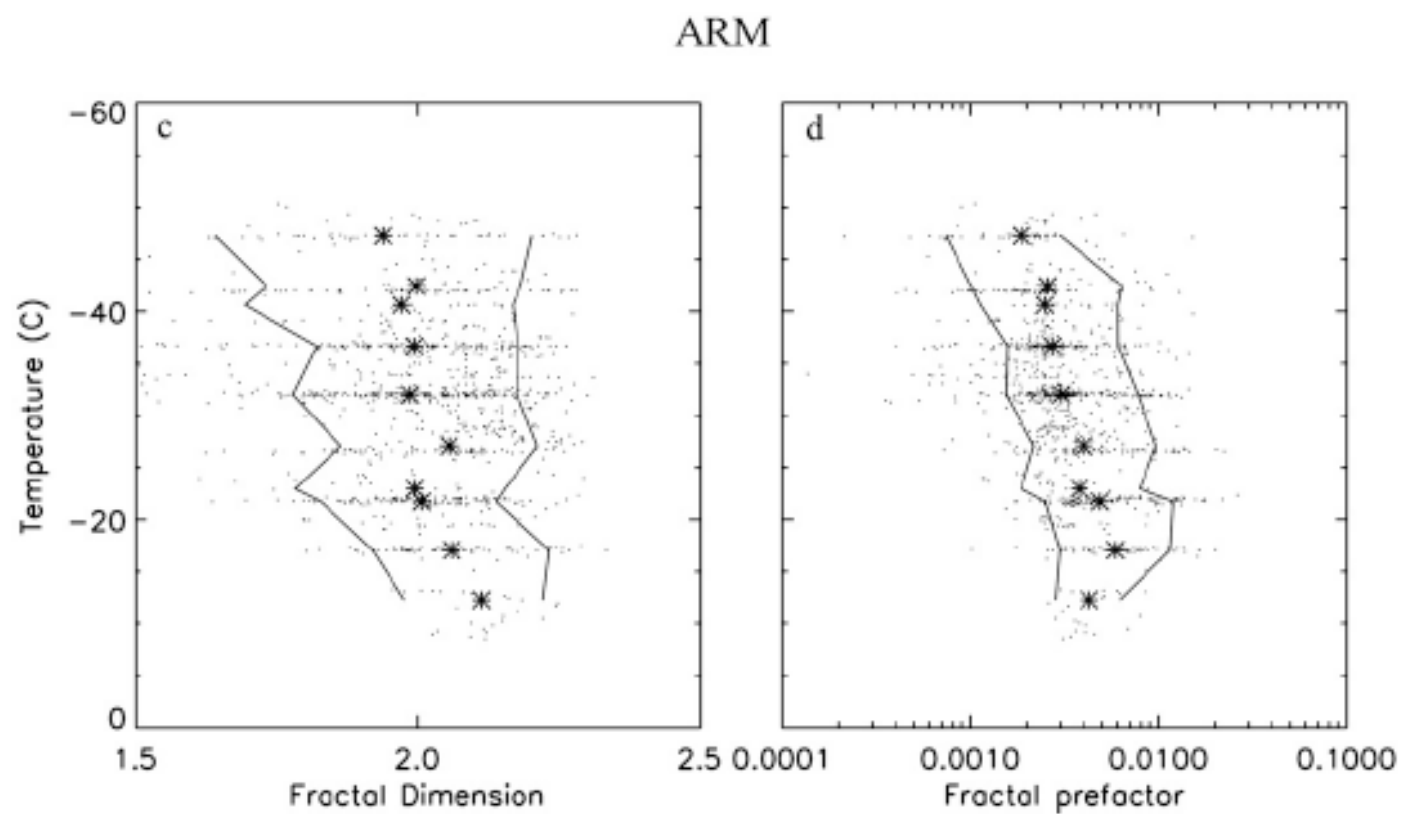 ARM
c
d
-60
-40
-20
0
Temperature (C)
1.5 2.0 2.5
0.0001 0.0010 0.0100 0.1000
Fractal Dimension
Fractal prefactor